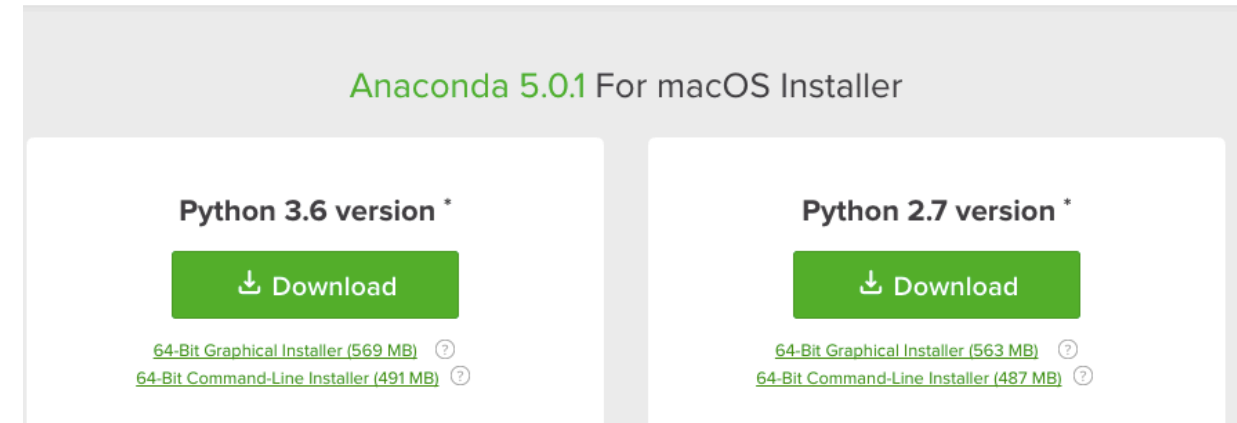 Anaconda 5.0.1 For macOS Installer
Python 3.6 version *
Download
64-Bit Graphical Installer (569 MB) ?
64-Bit Command-Line Installer (491 MB) ?
Python 2.7 version *
Download
64-Bit Graphical Installer (563 MB) ?
64-Bit Command-Line Installer (487 MB) ?